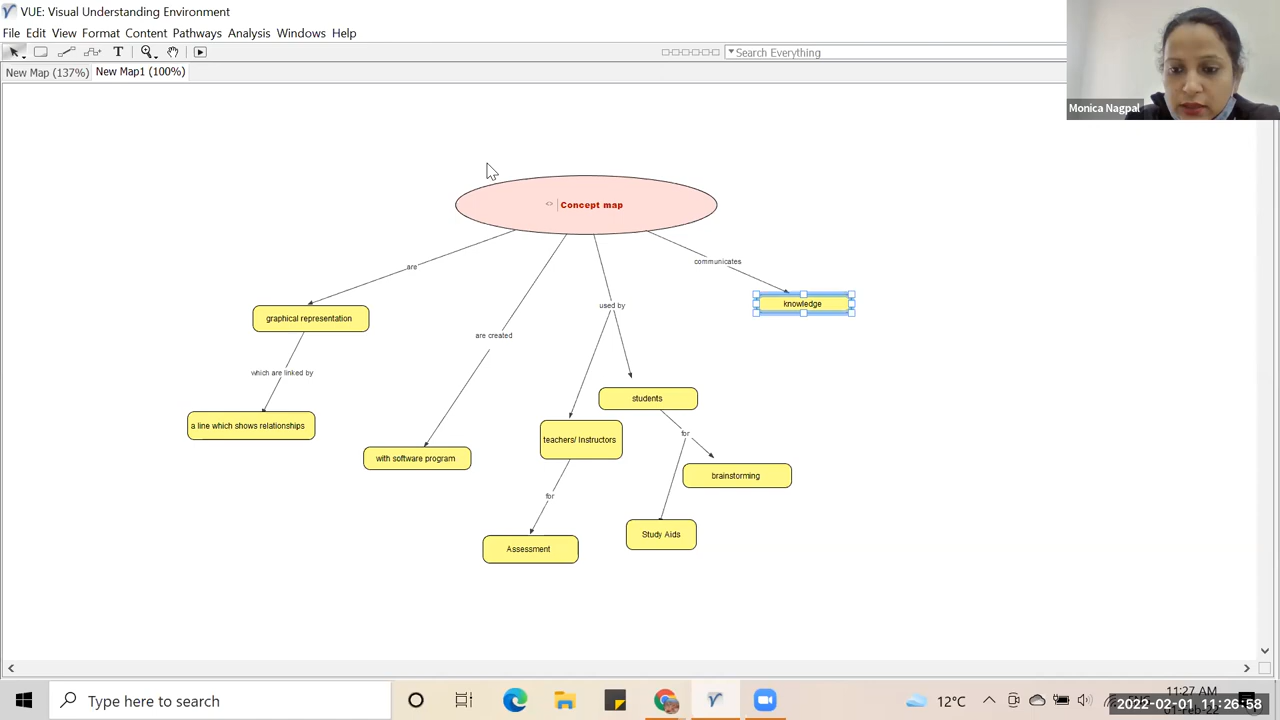 VUE: Visual Understanding Environment
File Edit View Format Content Pathways Analysis Windows Help
Search Everything
New Map (137%) New Map1 (100%)
Monica Nagpal
Concept map
communicates
are
knowledge
used by
graphical representation
are created
which are linked by
students
a line which shows relationships
for
teachers/ Instructors
with software program
brainstorming
for
Study Aids
Assessment
Type here to search
12°C
11:27 AM
2022-02-01 11:26:58